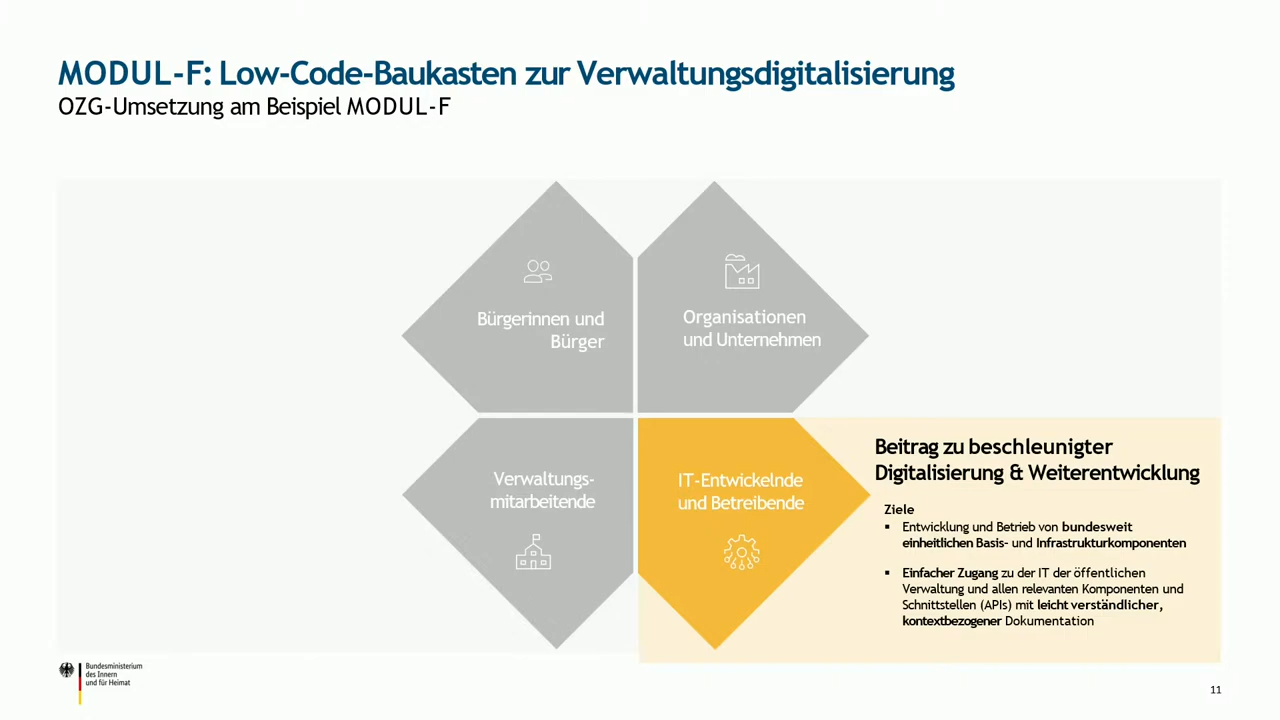 MODUL-F: Low-Code-Baukasten zur Verwaltungsdigitalisierung
OZG-Umsetzung am Beispiel MODUL-F
Bürgerinnen und
Bürger
Organisationen
und Unternehmen
Verwaltungs-
mitarbeitende
IT-Entwickelnde
und Betreibende
Beitrag zu beschleunigter
Digitalisierung & Weiterentwicklung
Ziele
▪ Entwicklung und Betrieb von bundesweit
einheitlichen Basis- und Infrastrukturkomponenten
▪ Einfacher Zugang zu der IT der öffentlichen
Verwaltung und allen relevanten Komponenten und
Schnittstellen (APIs) mit leicht verständlicher,
kontextbezogener Dokumentation
Bundesministerium
des Innern
und für Heimat
11